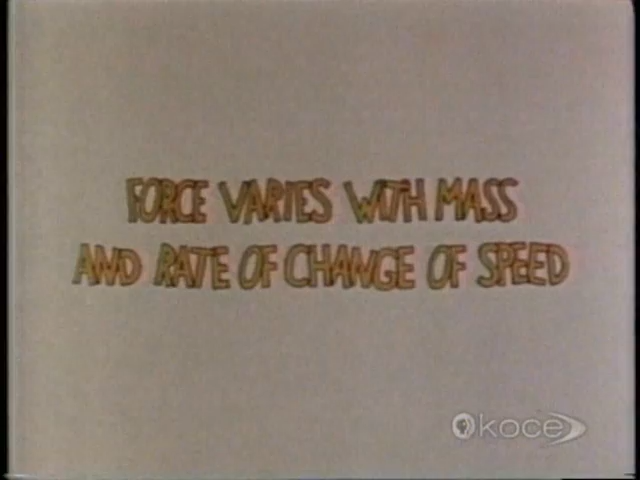 FORCE VARIES WITH MASS
AND RATE OF CHANGE OF SPEED
koce